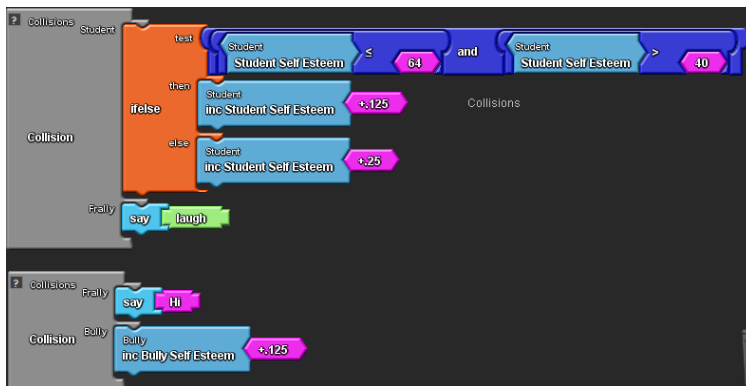 ? Collisions Student
test Student Student Self Esteem ≤ 64 and Student Student Self Esteem > 40
then Student inc Student Self Esteem +.125
ifelse
Collisions
Collision
else Student inc Student Self Esteem +.25
Frally say laugh
? Collisions Frally say Hi
Collision Bully Bully inc Bully Self Esteem +.125